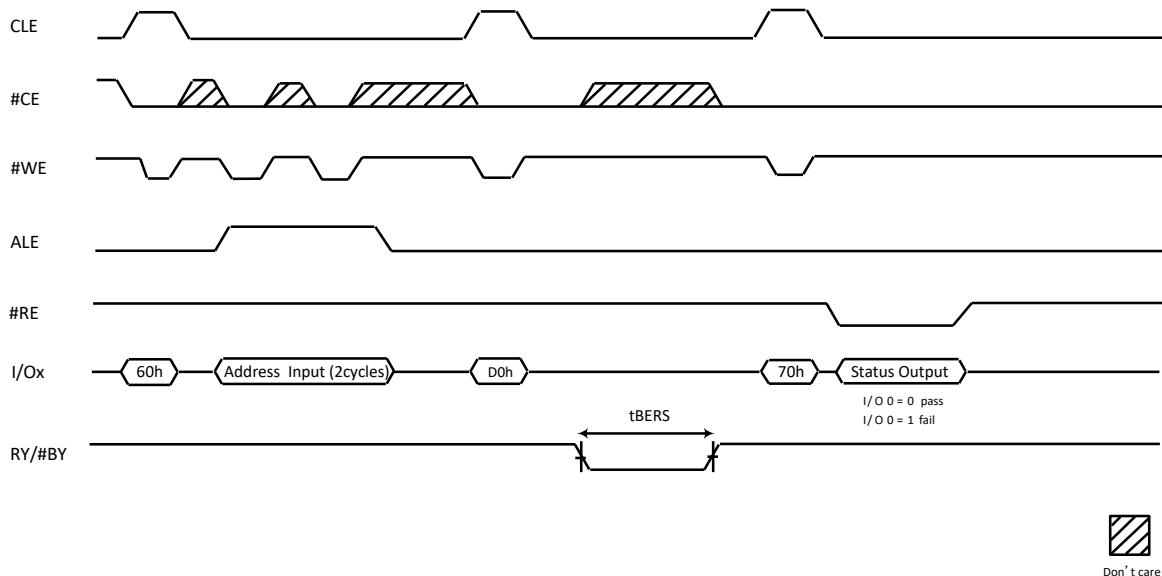 CLE
#CE
#WE
ALE
#RE
I/Ox
60h
Address Input (2cycles)
D0h
70h
Status Output
I/O 0 = 0 pass
I/O 0 = 1 fail
tBERS
RY/#BY
Don't care